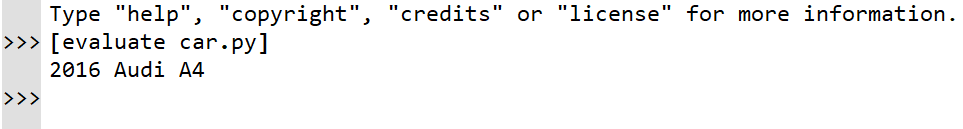 Type "help", "copyright", "credits" or "license" for more information.
>>> [evaluate car.py]
2016 Audi A4
>>>